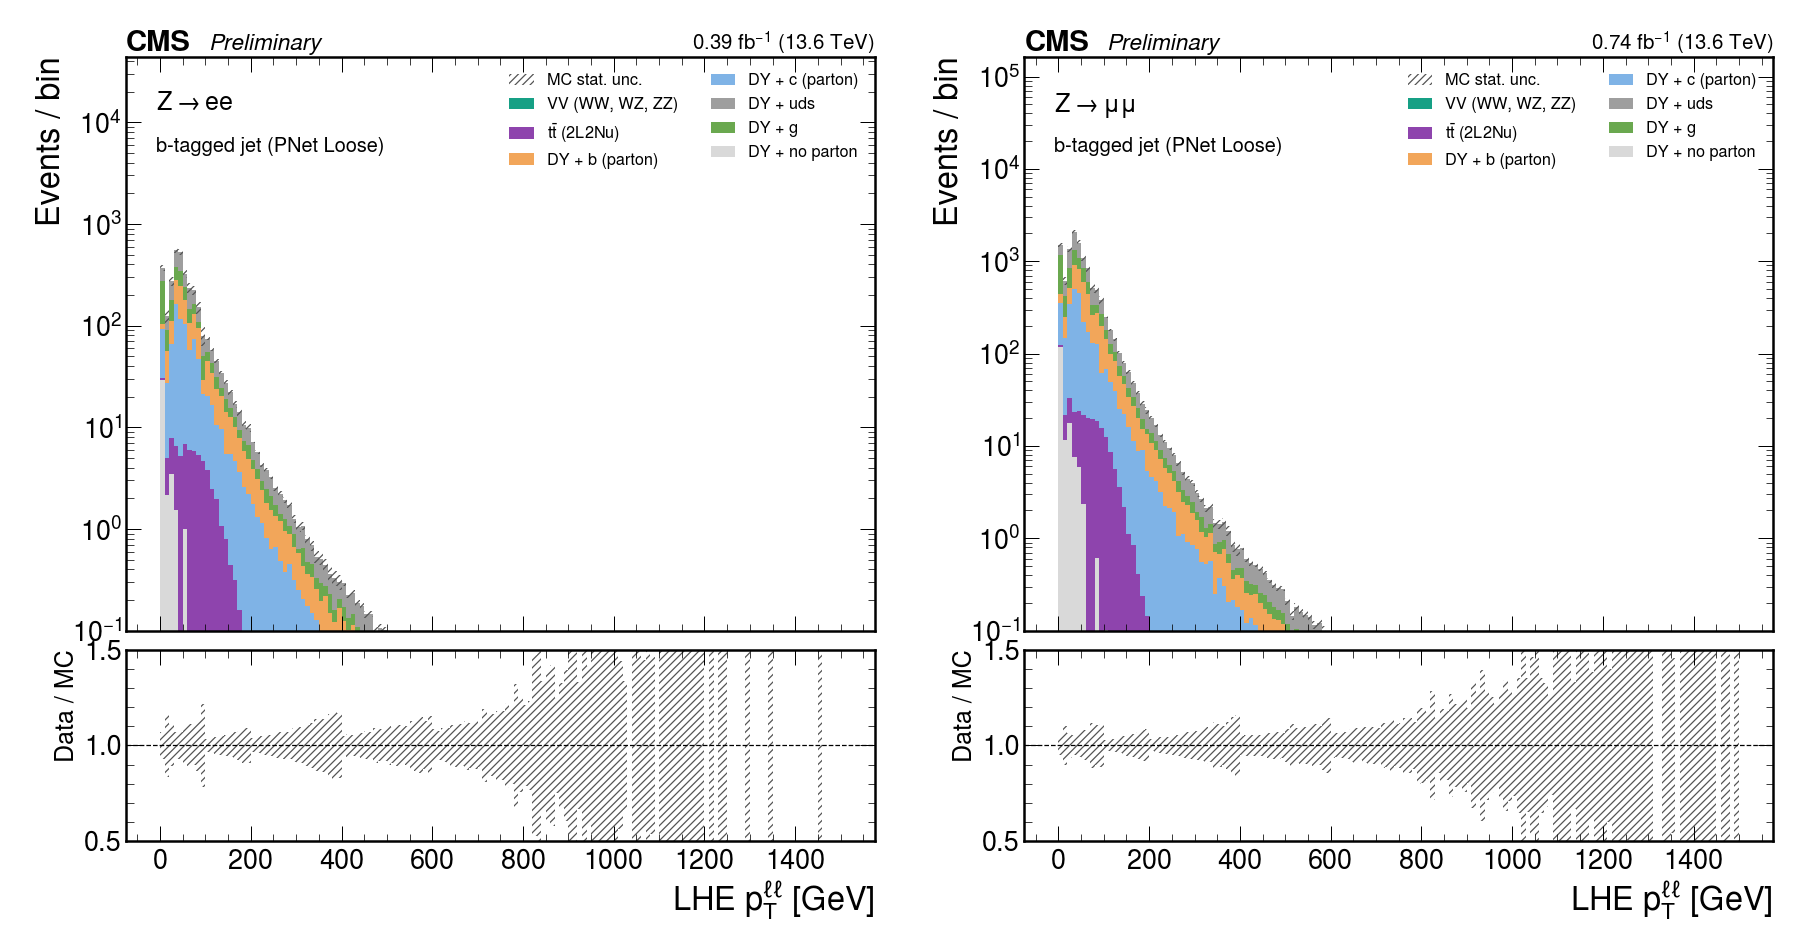 CMS Preliminary 0.39 fb⁻¹ (13.6 TeV)
Events / bin
Z → ee
b-tagged jet (PNet Loose)
MC stat. unc.
VV (WW, WZ, ZZ)
tt̄ (2L2Nu)
DY + b (parton)
DY + c (parton)
DY + uds
DY + g
DY + no parton
10⁴
10³
10²
10¹
10⁰
10⁻¹
Data / MC
1.5
1.0
0.5
0 200 400 600 800 1000 1200 1400
LHE p_T^ℓℓ [GeV]
CMS Preliminary 0.74 fb⁻¹ (13.6 TeV)
Events / bin
Z → μμ
b-tagged jet (PNet Loose)
MC stat. unc.
VV (WW, WZ, ZZ)
tt̄ (2L2Nu)
DY + b (parton)
DY + c (parton)
DY + uds
DY + g
DY + no parton
10⁵
10⁴
10³
10²
10¹
10⁰
10⁻¹
Data / MC
1.5
1.0
0.5
0 200 400 600 800 1000 1200 1400
LHE p_T^ℓℓ [GeV]